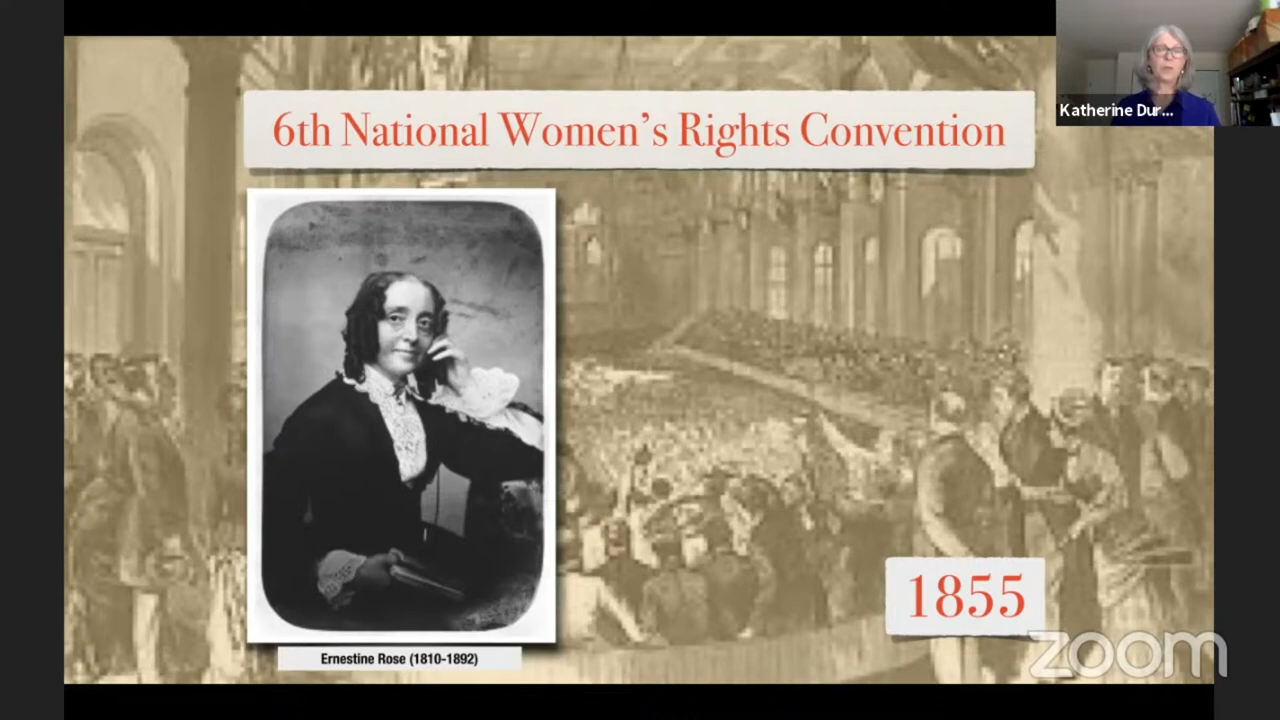 Katherine Dur...
6th National Women's Rights Convention
1855
Ernestine Rose (1810-1892)
zoom